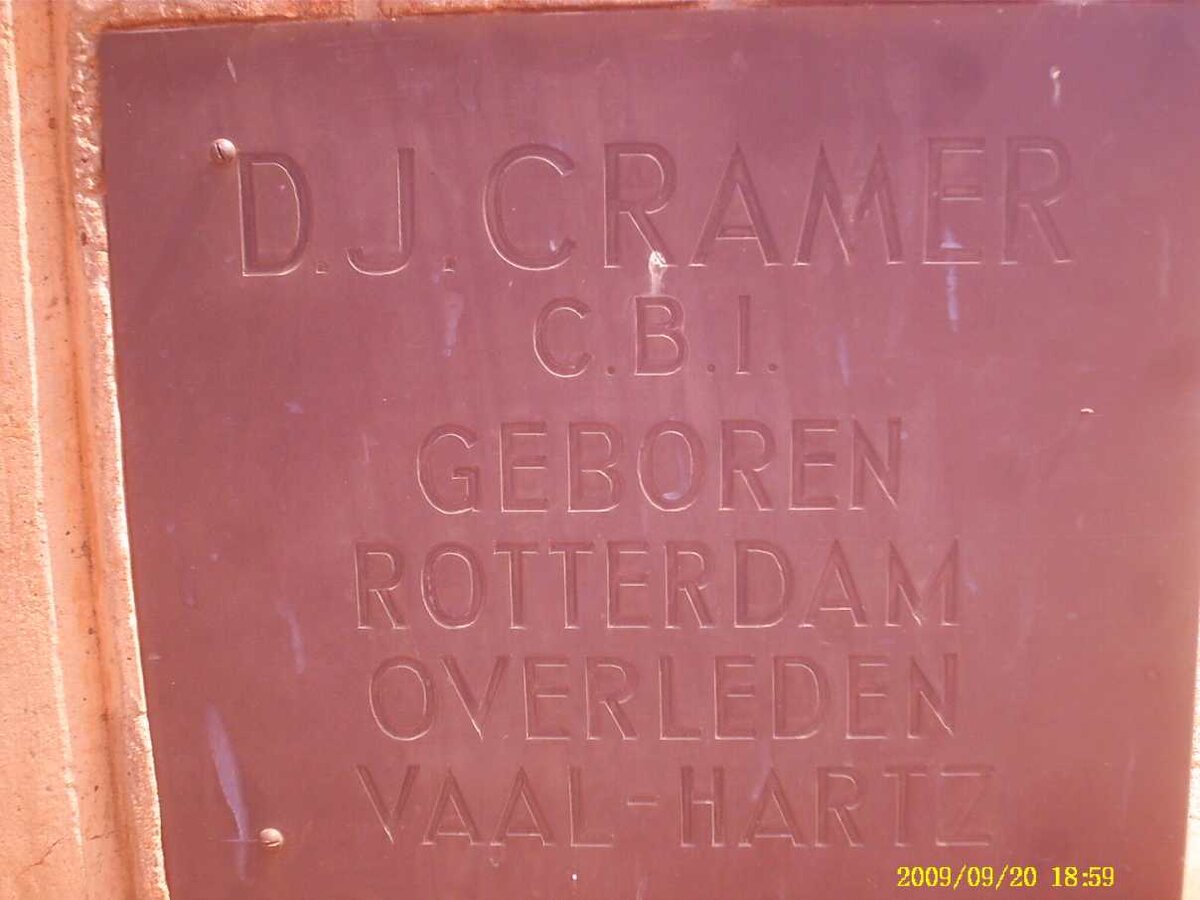 D.J. CRAMER
C.B.I.
GEBOREN
ROTTERDAM
OVERLEDEN
VAAL-HARTZ
2009/09/20 18:59